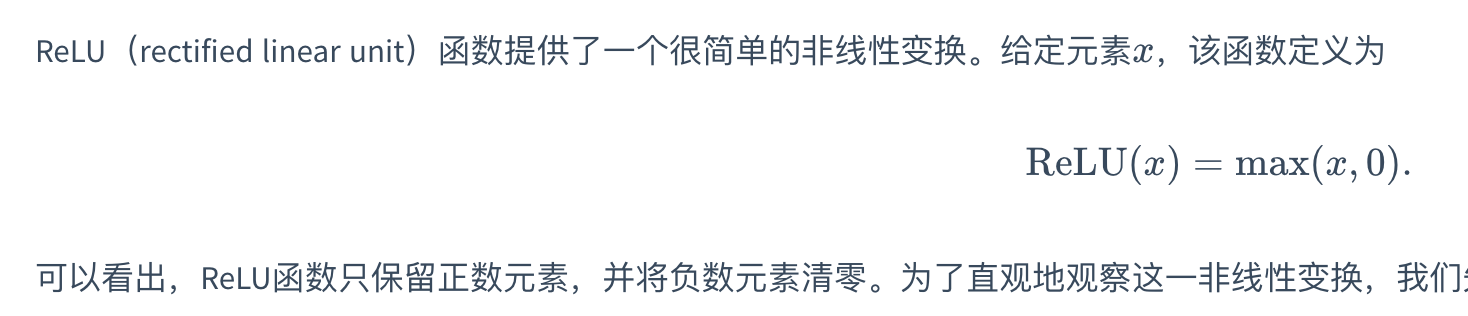 ReLU（rectified linear unit）函数提供了一个很简单的非线性变换。给定元素x，该函数定义为
ReLU(x) = max(x, 0).
可以看出，ReLU函数只保留正数元素，并将负数元素清零。为了直观地观察这一非线性变换，我们